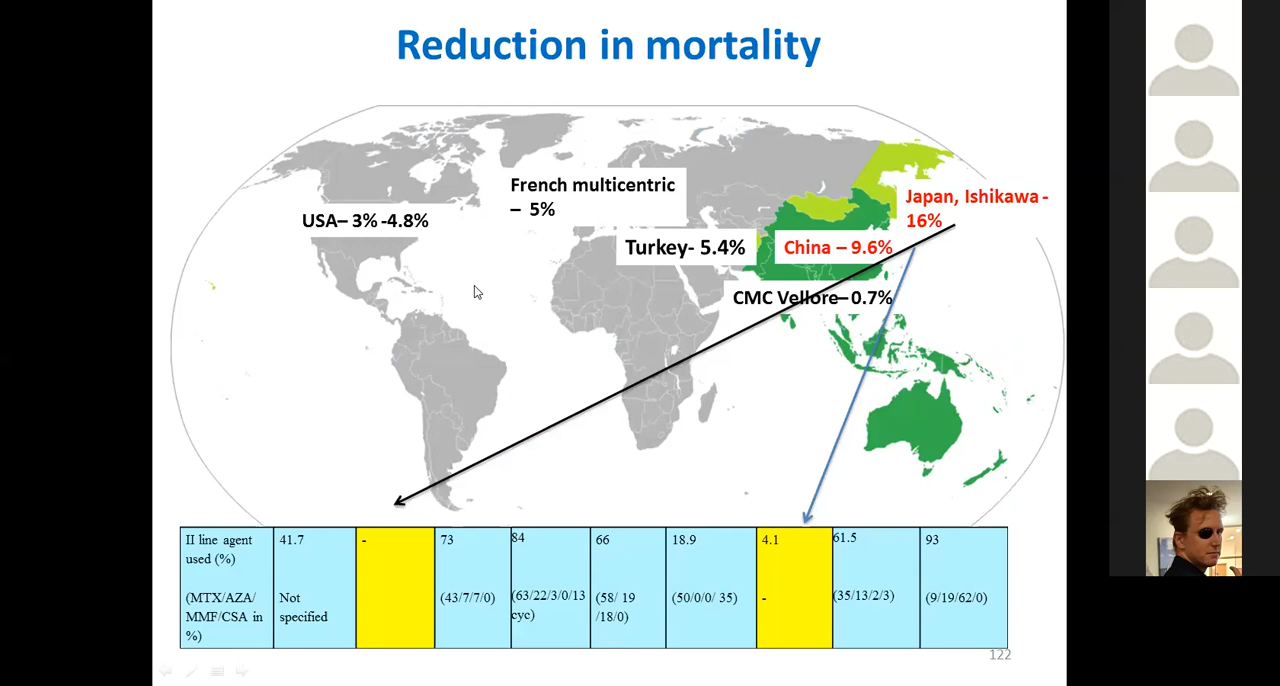 Reduction in mortality
French multicentric
– 5%
Japan, Ishikawa -
16%
USA– 3% -4.8%
Turkey- 5.4%
China – 9.6%
CMC Vellore– 0.7%
II line agent
used (%)
(MTX/AZA/
MMF/CSA in
%)
41.7
Not
specified
-
73
(43/7/7/0)
84
(63/22/3/0/13
cyc)
66
(58/ 19
/18/0)
18.9
(50/0/0/ 35)
4.1
-
61.5
(35/13/2/3)
93
(9/19/62/0)
122